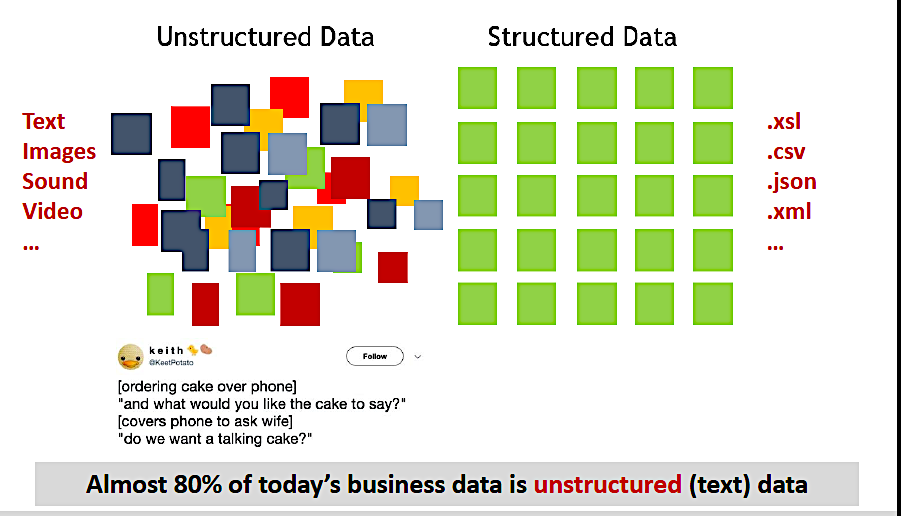 Unstructured Data
Structured Data
Text
Images
Sound
Video
...
.xsl
.csv
.json
.xml
...
keith 🐤🥔
@KeetPotato
Follow
[ordering cake over phone]
"and what would you like the cake to say?"
[covers phone to ask wife]
"do we want a talking cake?"
Almost 80% of today's business data is unstructured (text) data